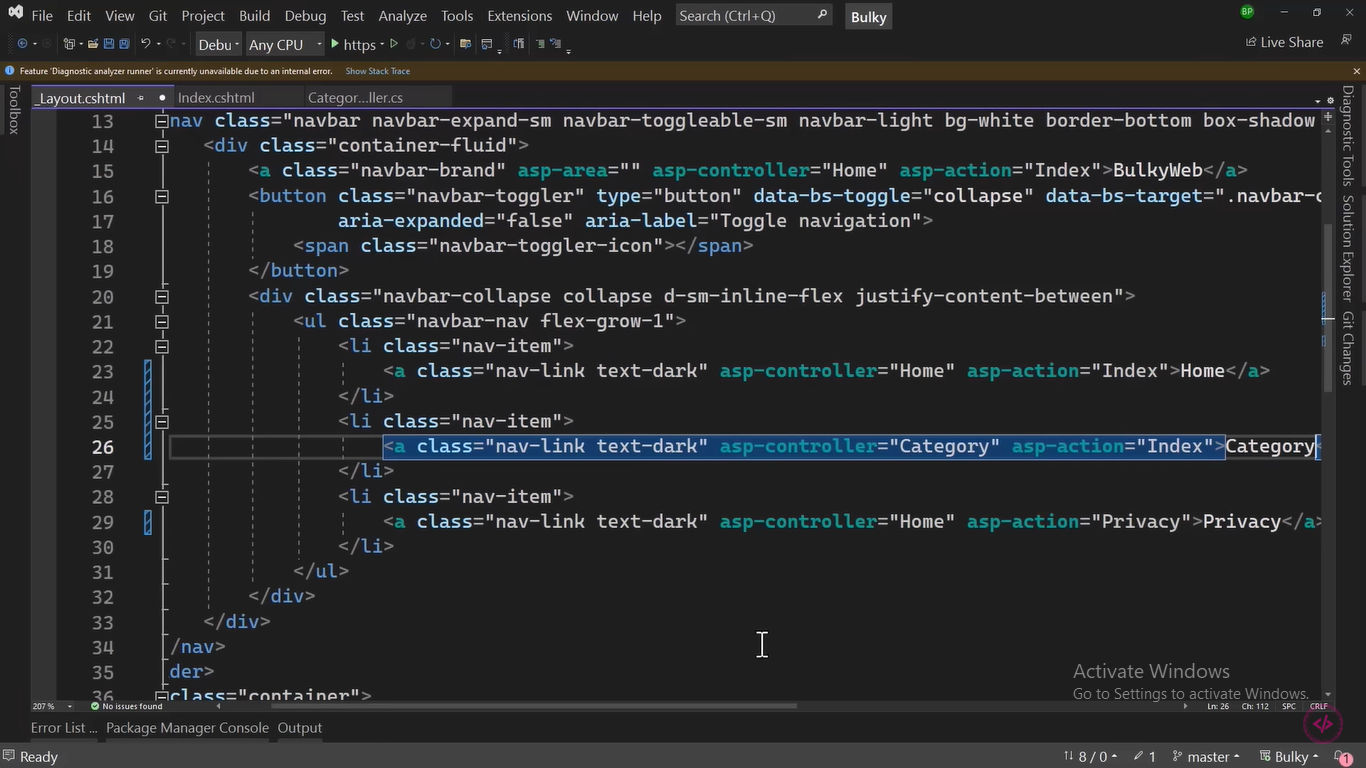 File Edit View Git Project Build Debug Test Analyze Tools Extensions Window Help Search (Ctrl+Q) Bulky BP
Debu Any CPU https Live Share
Feature 'Diagnostic analyzer runner' is currently unavailable due to an internal error. Show Stack Trace
Toolbox
_Layout.cshtml Index.cshtml Categor...ller.cs
13 nav class="navbar navbar-expand-sm navbar-toggleable-sm navbar-light bg-white border-bottom box-shadow
14 <div class="container-fluid">
15 <a class="navbar-brand" asp-area="" asp-controller="Home" asp-action="Index">BulkyWeb</a>
16 <button class="navbar-toggler" type="button" data-bs-toggle="collapse" data-bs-target=".navbar-c
17 aria-expanded="false" aria-label="Toggle navigation">
18 <span class="navbar-toggler-icon"></span>
19 </button>
20 <div class="navbar-collapse collapse d-sm-inline-flex justify-content-between">
21 <ul class="navbar-nav flex-grow-1">
22 <li class="nav-item">
23 <a class="nav-link text-dark" asp-controller="Home" asp-action="Index">Home</a>
24 </li>
25 <li class="nav-item">
26 <a class="nav-link text-dark" asp-controller="Category" asp-action="Index">Category<
27 </li>
28 <li class="nav-item">
29 <a class="nav-link text-dark" asp-controller="Home" asp-action="Privacy">Privacy</a>
30 </li>
31 </ul>
32 </div>
33 </div>
34 /nav>
35 der>
36 class="container">
Diagnostic Tools
Solution Explorer
Git Changes
Activate Windows
Go to Settings to activate Windows.
207 % No issues found Ln: 26 Ch: 112 SPC CRLF
Error List ... Package Manager Console Output
Ready 8 / 0 1 master Bulky 1